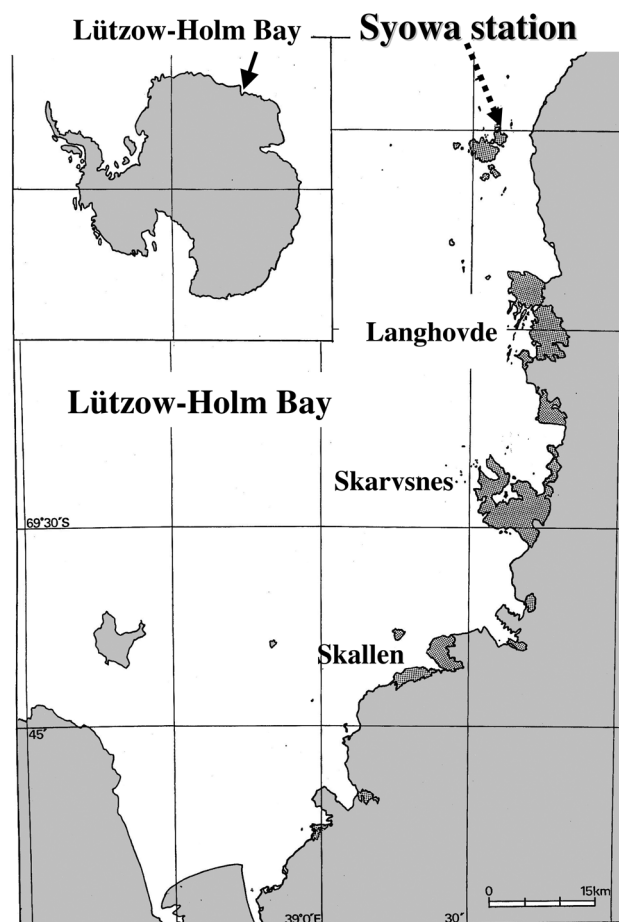 Lützow-Holm Bay
Syowa station
Langhovde
Lützow-Holm Bay
Skarvsnes
69°30'S
Skallen
45'
0 15km
39°0'E 30'